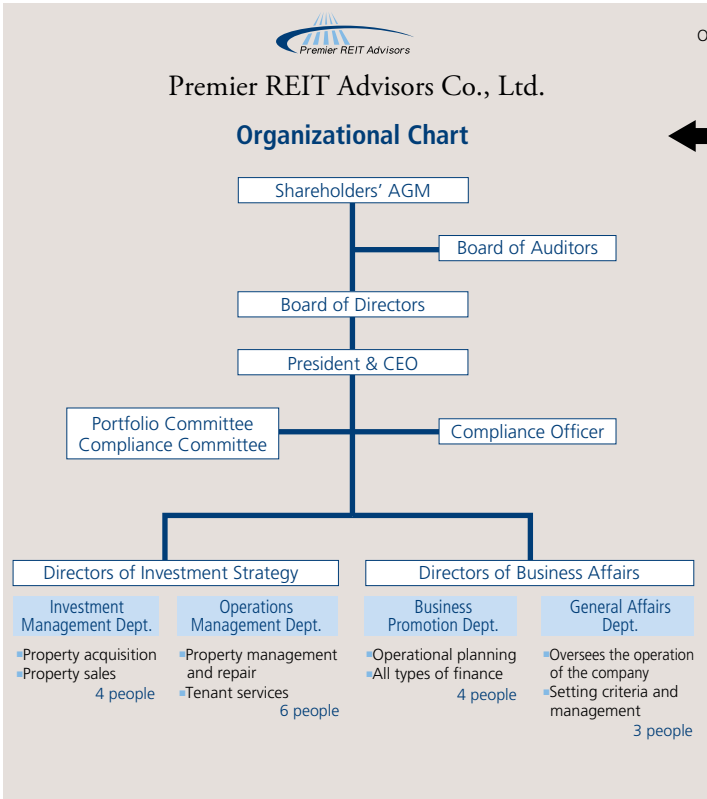 Premier REIT Advisors
O
Premier REIT Advisors Co., Ltd.
Organizational Chart
Shareholders’ AGM
Board of Auditors
Board of Directors
President & CEO
Portfolio Committee
Compliance Committee
Compliance Officer
Directors of Investment Strategy
Directors of Business Affairs
Investment
Management Dept.
Operations
Management Dept.
Business
Promotion Dept.
General Affairs
Dept.
▪Property acquisition
▪Property sales
4 people
▪Property management
and repair
▪Tenant services
6 people
▪Operational planning
▪All types of finance
4 people
▪Oversees the operation
of the company
▪Setting criteria and
management
3 people